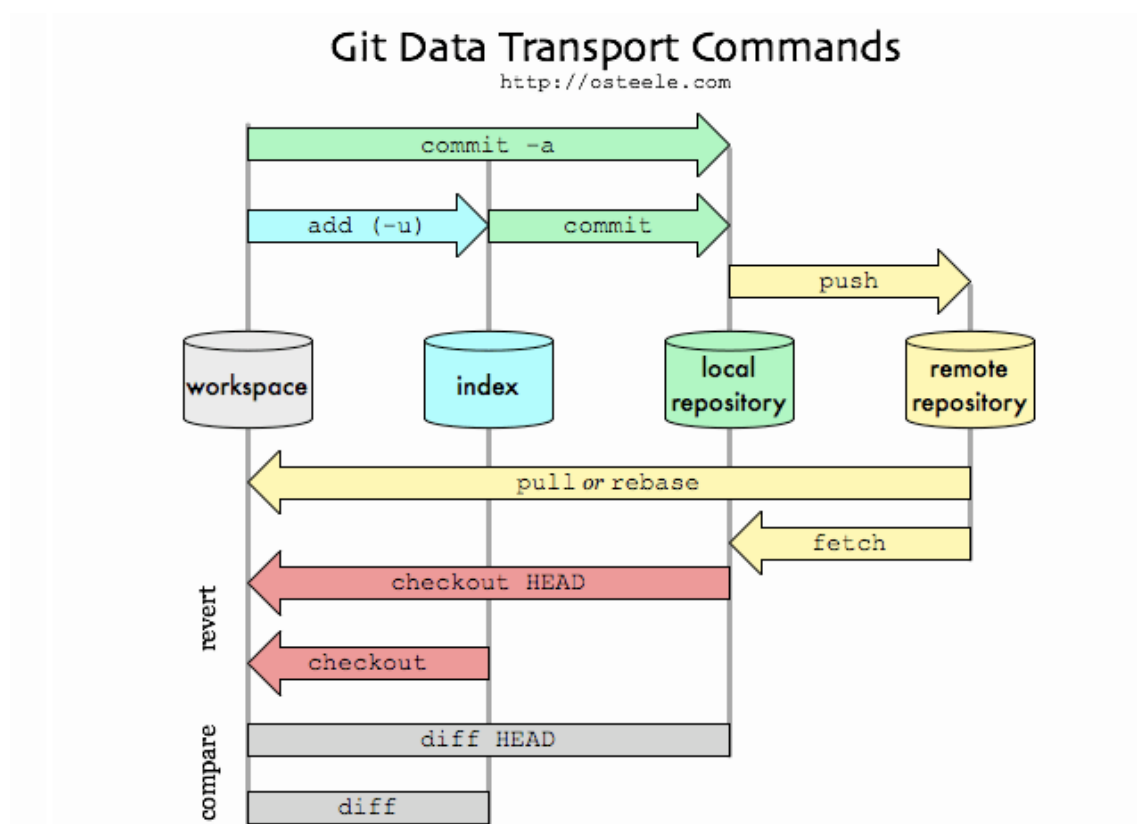 Git Data Transport Commands
http://osteele.com
commit -a
add (-u)
commit
push
workspace
index
local
repository
remote
repository
pull or rebase
fetch
revert
checkout HEAD
checkout
compare
diff HEAD
diff